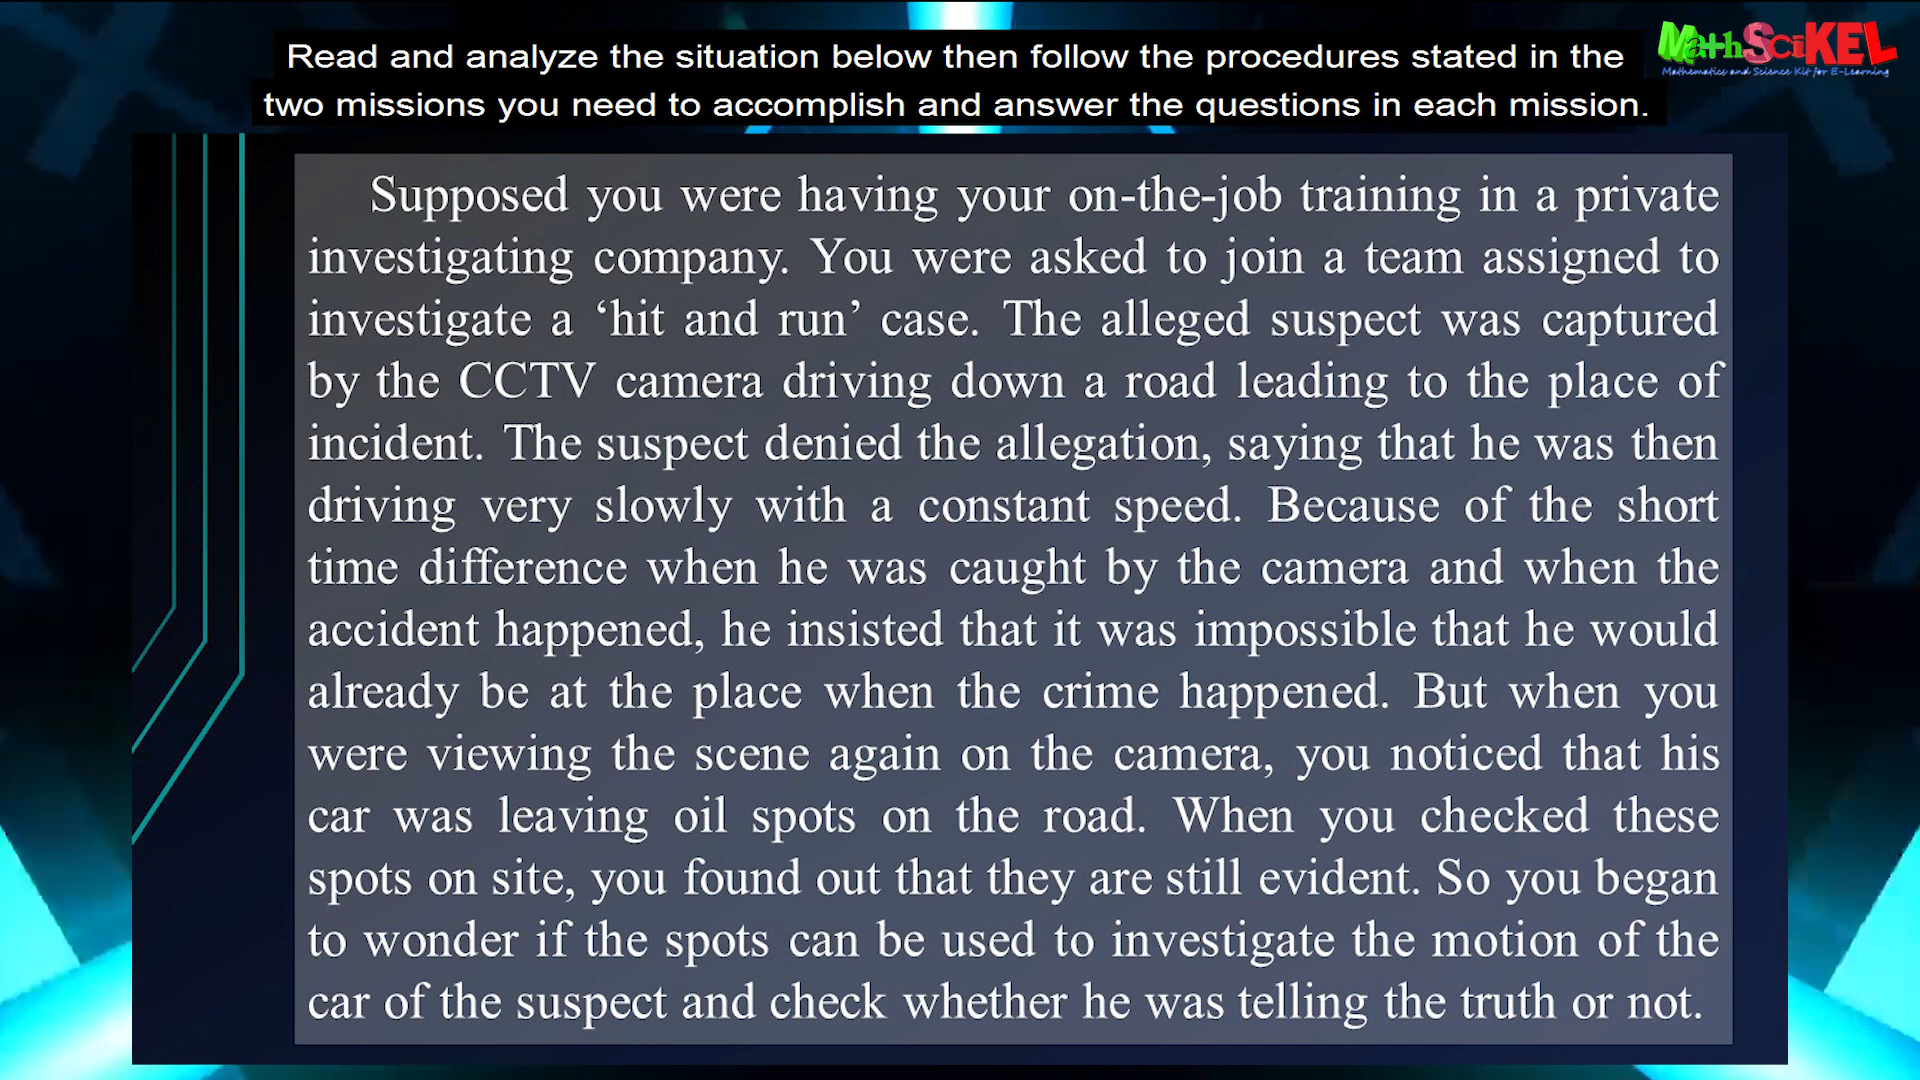 Read and analyze the situation below then follow the procedures stated in the
two missions you need to accomplish and answer the questions in each mission.
MathSciKEL
Mathematics and Science Kit for E-Learning
Supposed you were having your on-the-job training in a private
investigating company. You were asked to join a team assigned to
investigate a ‘hit and run’ case. The alleged suspect was captured
by the CCTV camera driving down a road leading to the place of
incident. The suspect denied the allegation, saying that he was then
driving very slowly with a constant speed. Because of the short
time difference when he was caught by the camera and when the
accident happened, he insisted that it was impossible that he would
already be at the place when the crime happened. But when you
were viewing the scene again on the camera, you noticed that his
car was leaving oil spots on the road. When you checked these
spots on site, you found out that they are still evident. So you began
to wonder if the spots can be used to investigate the motion of the
car of the suspect and check whether he was telling the truth or not.